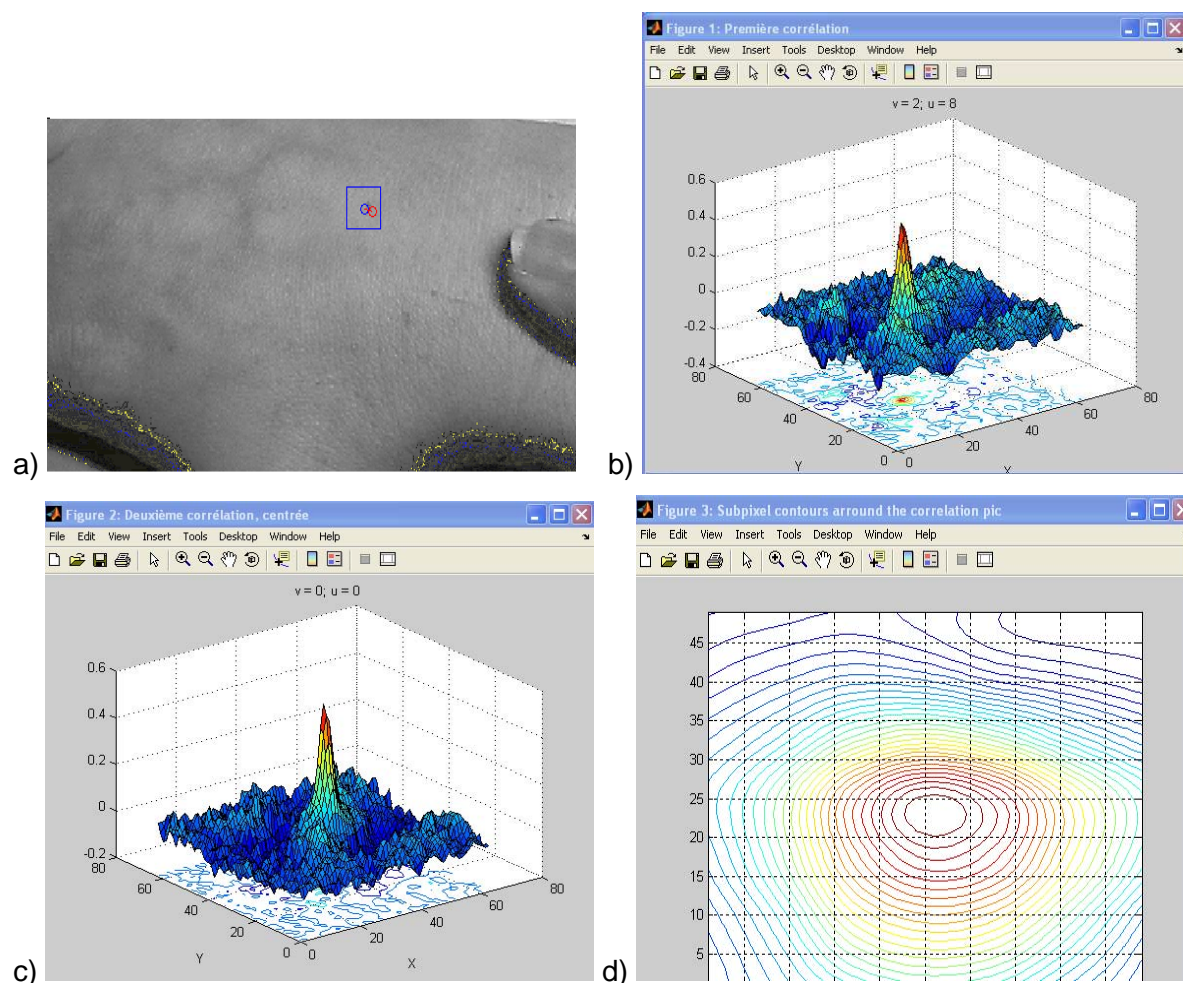 a)
b)
Figure 1: Première corrélation
File Edit View Insert Tools Desktop Window Help
v = 2; u = 8
0.6
0.4
0.2
0
-0.2
-0.4
80
60
40
20
0
Y
0
20
40
60
80
X
c)
Figure 2: Deuxième corrélation, centrée
File Edit View Insert Tools Desktop Window Help
v = 0; u = 0
0.6
0.4
0.2
0
-0.2
80
60
40
20
0
Y
0
20
40
60
80
X
d)
Figure 3: Subpixel contours arround the correlation pic
File Edit View Insert Tools Desktop Window Help
45
40
35
30
25
20
15
10
5